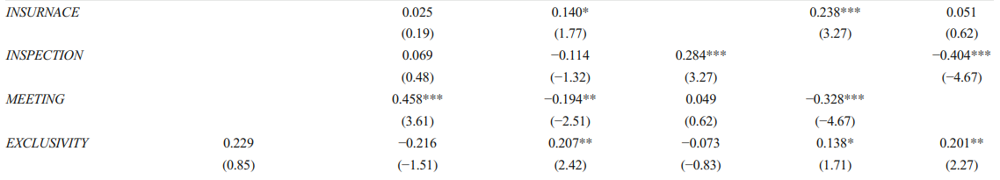 INSURNACE 0.025 0.140* 0.238*** 0.051
(0.19) (1.77) (3.27) (0.62)
INSPECTION 0.069 −0.114 0.284*** −0.404***
(0.48) (−1.32) (3.27) (−4.67)
MEETING 0.458*** −0.194** 0.049 −0.328***
(3.61) (−2.51) (0.62) (−4.67)
EXCLUSIVITY 0.229 −0.216 0.207** −0.073 0.138* 0.201**
(0.85) (−1.51) (2.42) (−0.83) (1.71) (2.27)